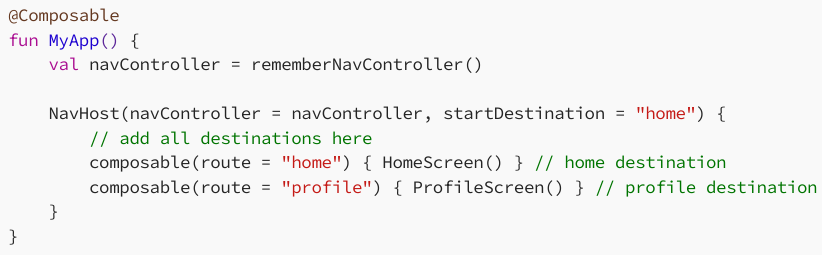 @Composable
fun MyApp() {
    val navController = rememberNavController()

    NavHost(navController = navController, startDestination = "home") {
        // add all destinations here
        composable(route = "home") { HomeScreen() } // home destination
        composable(route = "profile") { ProfileScreen() } // profile destination
    }
}